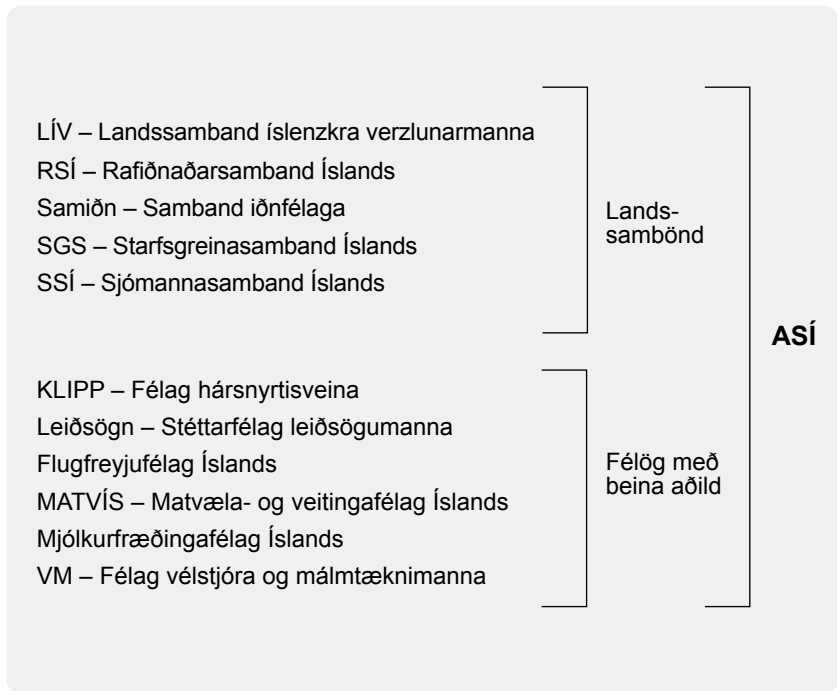 LÍV – Landssamband íslenzkra verzlunarmanna
RSÍ – Rafiðnaðarsamband Íslands
Samiðn – Samband iðnfélaga
SGS – Starfsgreinasamband Íslands
SSÍ – Sjómannasamband Íslands
Lands-
sambönd
ASÍ
KLIPP – Félag hársnyrtisveina
Leiðsögn – Stéttarfélag leiðsögumanna
Flugfreyjufélag Íslands
MATVÍS – Matvæla- og veitingafélag Íslands
Mjólkurfræðingafélag Íslands
VM – Félag vélstjóra og málmtæknimanna
Félög með
beina aðild